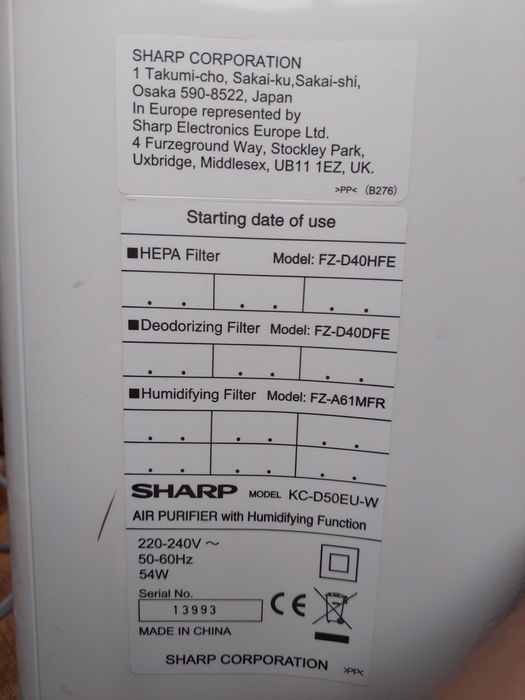 SHARP CORPORATION
1 Takumi-cho, Sakai-ku,Sakai-shi,
Osaka 590-8522, Japan
In Europe represented by
Sharp Electronics Europe Ltd.
4 Furzeground Way, Stockley Park,
Uxbridge, Middlesex, UB11 1EZ, UK.
>PP< (B276)
Starting date of use
■HEPA Filter Model: FZ-D40HFE
■Deodorizing Filter Model: FZ-D40DFE
■Humidifying Filter Model: FZ-A61MFR
SHARP MODEL KC-D50EU-W
AIR PURIFIER with Humidifying Function
220-240V ～
50-60Hz
54W
Serial No.
13993
CE
MADE IN CHINA
SHARP CORPORATION >PP<